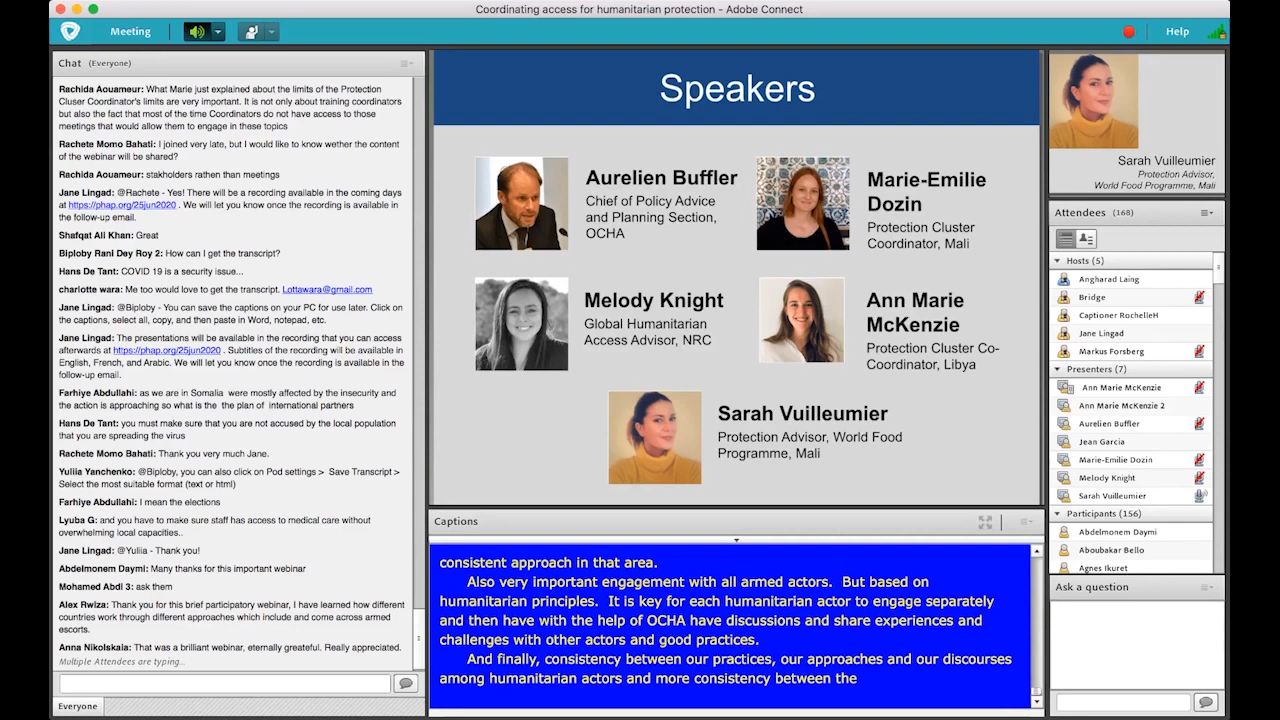 Coordinating access for humanitarian protection - Adobe Connect
Meeting
Help
Chat (Everyone)
Rachida Aouameur: What Marie just explained about the limits of the Protection
Cluser Coordinator's limits are very important. It is not only about training coordinators
but also the fact that most of the time Coordinators do not have access to those
meetings that would allow them to engage in these topics
Rachete Momo Bahati: I joined very late, but I would like to know wether the content
of the webinar will be shared?
Rachida Aouameur: stakholders rathen than meetings
Jane Lingad: @Rachete - Yes! There will be a recording available in the coming days
at https://phap.org/25jun2020 . We will let you know once the recording is available in
the follow-up email.
Shafqat Ali Khan: Great
Biploby Rani Dey Roy 2: How can I get the transcript?
Hans De Tant: COVID 19 is a security issue...
charlotte wara: Me too would love to get the transcript. Lottawara@gmail.com
Jane Lingad: @Biploby - You can save the captions on your PC for use later. Click on
the captions, select all, copy, and then paste in Word, notepad, etc.
Jane Lingad: The presentations will be available in the recording that you can access
afterwards at https://phap.org/25jun2020 . Subtitles of the recording will be available in
English, French, and Arabic. We will let you know once the recording is available in the
follow-up email.
Farhiye Abdullahi: as we are in Somalia were mostly affected by the insecurity and
the action is approaching so what is the the plan of international partners
Hans De Tant: you must make sure that you are not accused by the local population
that you are spreading the virus
Rachete Momo Bahati: Thank you very much Jane.
Yuliia Yanchenko: @Biploby, you can also click on Pod settings > Save Transcript >
Select the most suitable format (text or html)
Farhiye Abdullahi: I mean the elections
Lyuba G: and you have to make sure staff has access to medical care without
overwhelming local capacities..
Jane Lingad: @Yuliia - Thank you!
Abdelmonem Daymi: Many thanks for this important webinar
Mohamed Abdi 3: ask them
Alex Rwiza: Thank you for this brief participatory webinar, I have learned how different
countries work through different approaches which include and come across armed
escorts.
Anna Nikolskaia: That was a brilliant webinar, eternally greateful. Really appreciated.
Multiple Attendees are typing...
Everyone
Speakers
Aurelien Buffler
Chief of Policy Advice
and Planning Section,
OCHA
Marie-Emilie
Dozin
Protection Cluster
Coordinator, Mali
Melody Knight
Global Humanitarian
Access Advisor, NRC
Ann Marie
McKenzie
Protection Cluster Co-
Coordinator, Libya
Sarah Vuilleumier
Protection Advisor, World Food
Programme, Mali
Captions
consistent approach in that area.
Also very important engagement with all armed actors. But based on
humanitarian principles. It is key for each humanitarian actor to engage separately
and then have with the help of OCHA have discussions and share experiences and
challenges with other actors and good practices.
And finally, consistency between our practices, our approaches and our discourses
among humanitarian actors and more consistency between the
Sarah Vuilleumier
Protection Advisor,
World Food Programme, Mali
Attendees (168)
Hosts (5)
Angharad Laing
Bridge
Captioner RochelleH
Jane Lingad
Markus Forsberg
Presenters (7)
Ann Marie McKenzie
Ann Marie McKenzie 2
Aurelien Buffler
Jean Garcia
Marie-Emilie Dozin
Melody Knight
Sarah Vuilleumier
Participants (156)
Abdelmonem Daymi
Aboubakar Bello
Agnes Ikuret
Ask a question